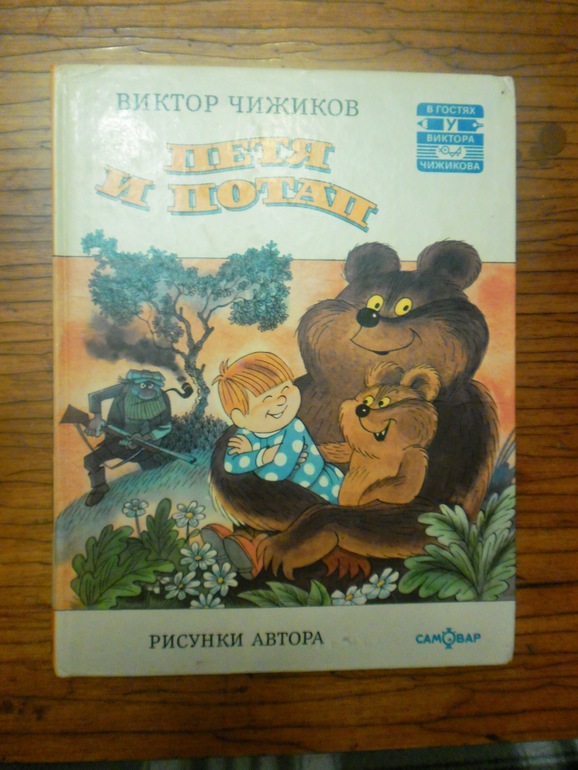 ВИКТОР ЧИЖИКОВ
ПЕТЯ
И ПОТАП
В ГОСТЯХ
У
ВИКТОРА
ЧИЖИКОВА
РИСУНКИ АВТОРА
САМОВАР